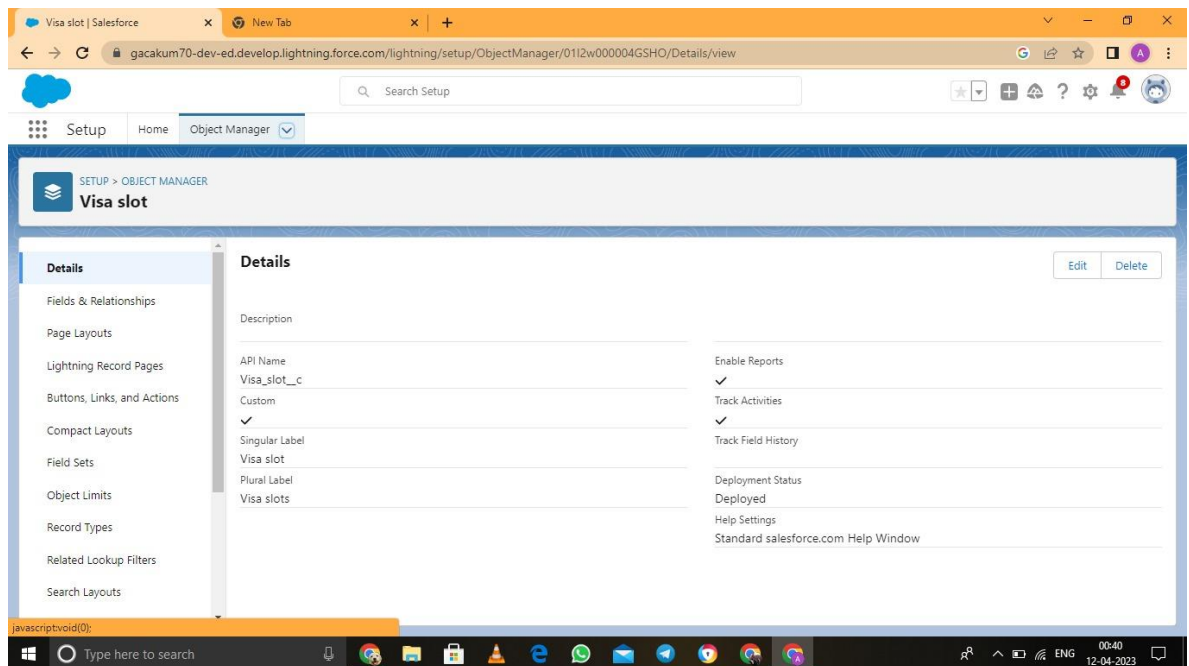 Visa slot | Salesforce
New Tab
gacakum70-dev-ed.develop.lightning.force.com/lightning/setup/ObjectManager/01I2w000004GSHO/Details/view
G
A
Search Setup
8
Setup
Home
Object Manager
SETUP > OBJECT MANAGER
Visa slot
Details
Fields & Relationships
Page Layouts
Lightning Record Pages
Buttons, Links, and Actions
Compact Layouts
Field Sets
Object Limits
Record Types
Related Lookup Filters
Search Layouts
Details
Edit
Delete
Description
API Name
Visa_slot__c
Custom
Singular Label
Visa slot
Plural Label
Visa slots
Enable Reports
Track Activities
Track Field History
Deployment Status
Deployed
Help Settings
Standard salesforce.com Help Window
javascript:void(0);
Type here to search
ENG
00:40
12-04-2023